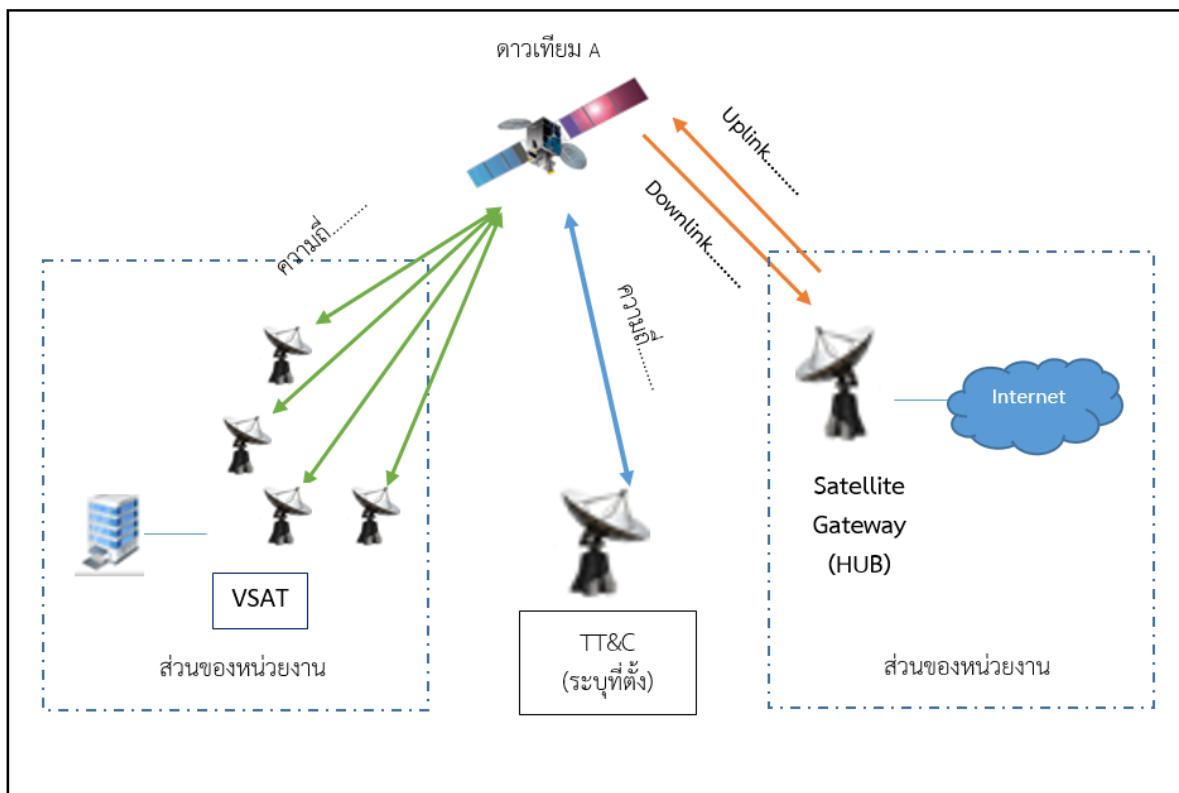 ดาวเทียม A
Uplink.........
Downlink.........
ความถี่.........
ความถี่.........
Internet
Satellite
Gateway
(HUB)
VSAT
TT&C
(ระบุที่ตั้ง)
ส่วนของหน่วยงาน
ส่วนของหน่วยงาน